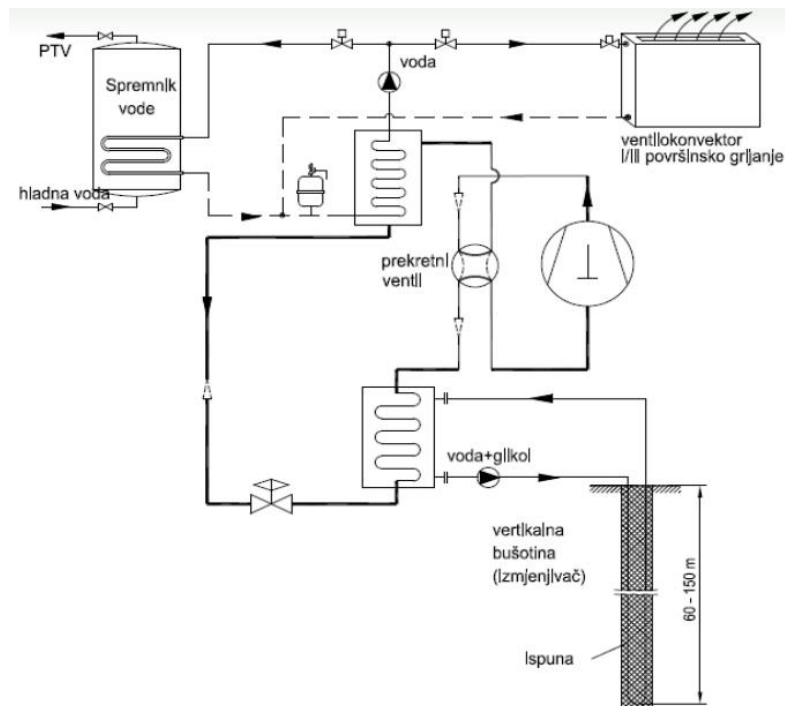 PTV
Spremnik
vode
hladna voda
voda
ventilokonvektor
i/ili površinsko grijanje
prekretni
ventil
voda+glikol
vertikalna
bušotina
(izmjenjivač)
60 - 150 m
Ispuna